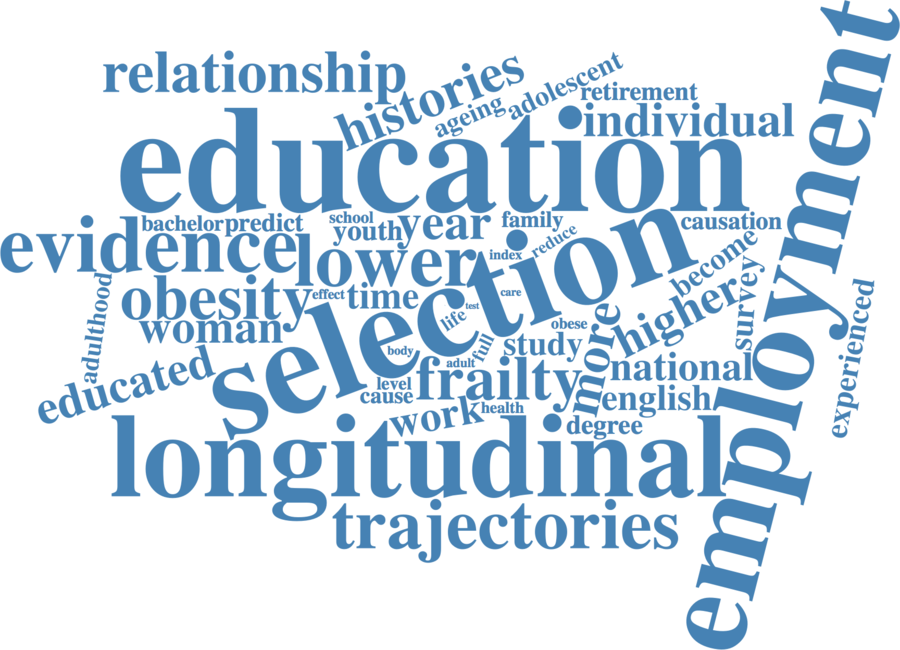 relationship
histories
ageing
adolescent
retirement
individual
education
employment
bachelor
predict
school
youth
year
family
causation
evidence
lower
index
reduce
become
selection
obesity
effect
time
life
test
care
higher
survey
adulthood
woman
body
adult
full
study
obese
more
experienced
educated
level
cause
frailty
national
english
work
health
degree
longitudinal
trajectories